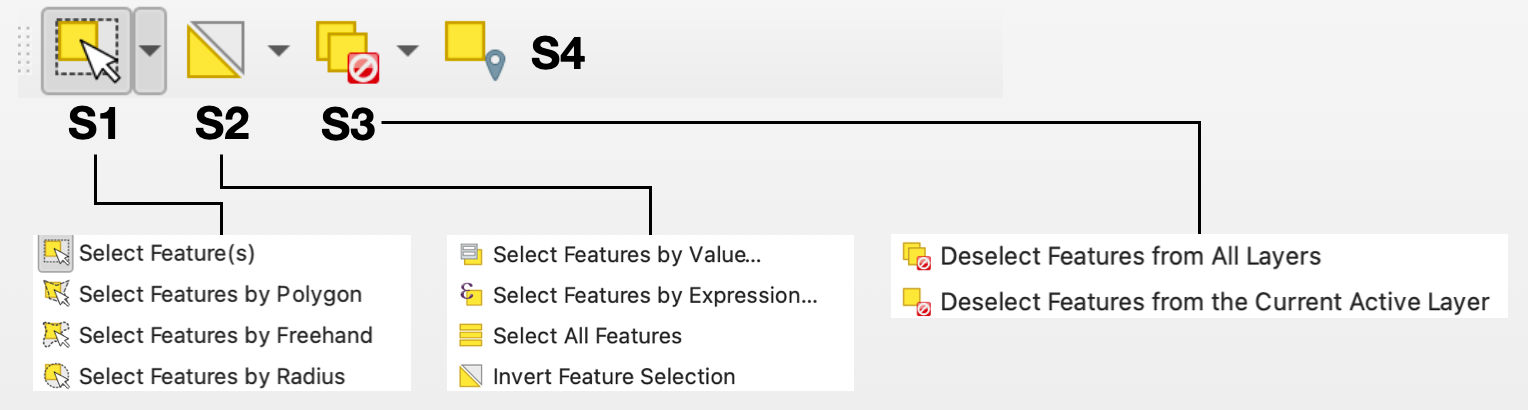 S4
S1
S2
S3
Select Feature(s)
Select Features by Polygon
Select Features by Freehand
Select Features by Radius
Select Features by Value...
Select Features by Expression...
Select All Features
Invert Feature Selection
Deselect Features from All Layers
Deselect Features from the Current Active Layer